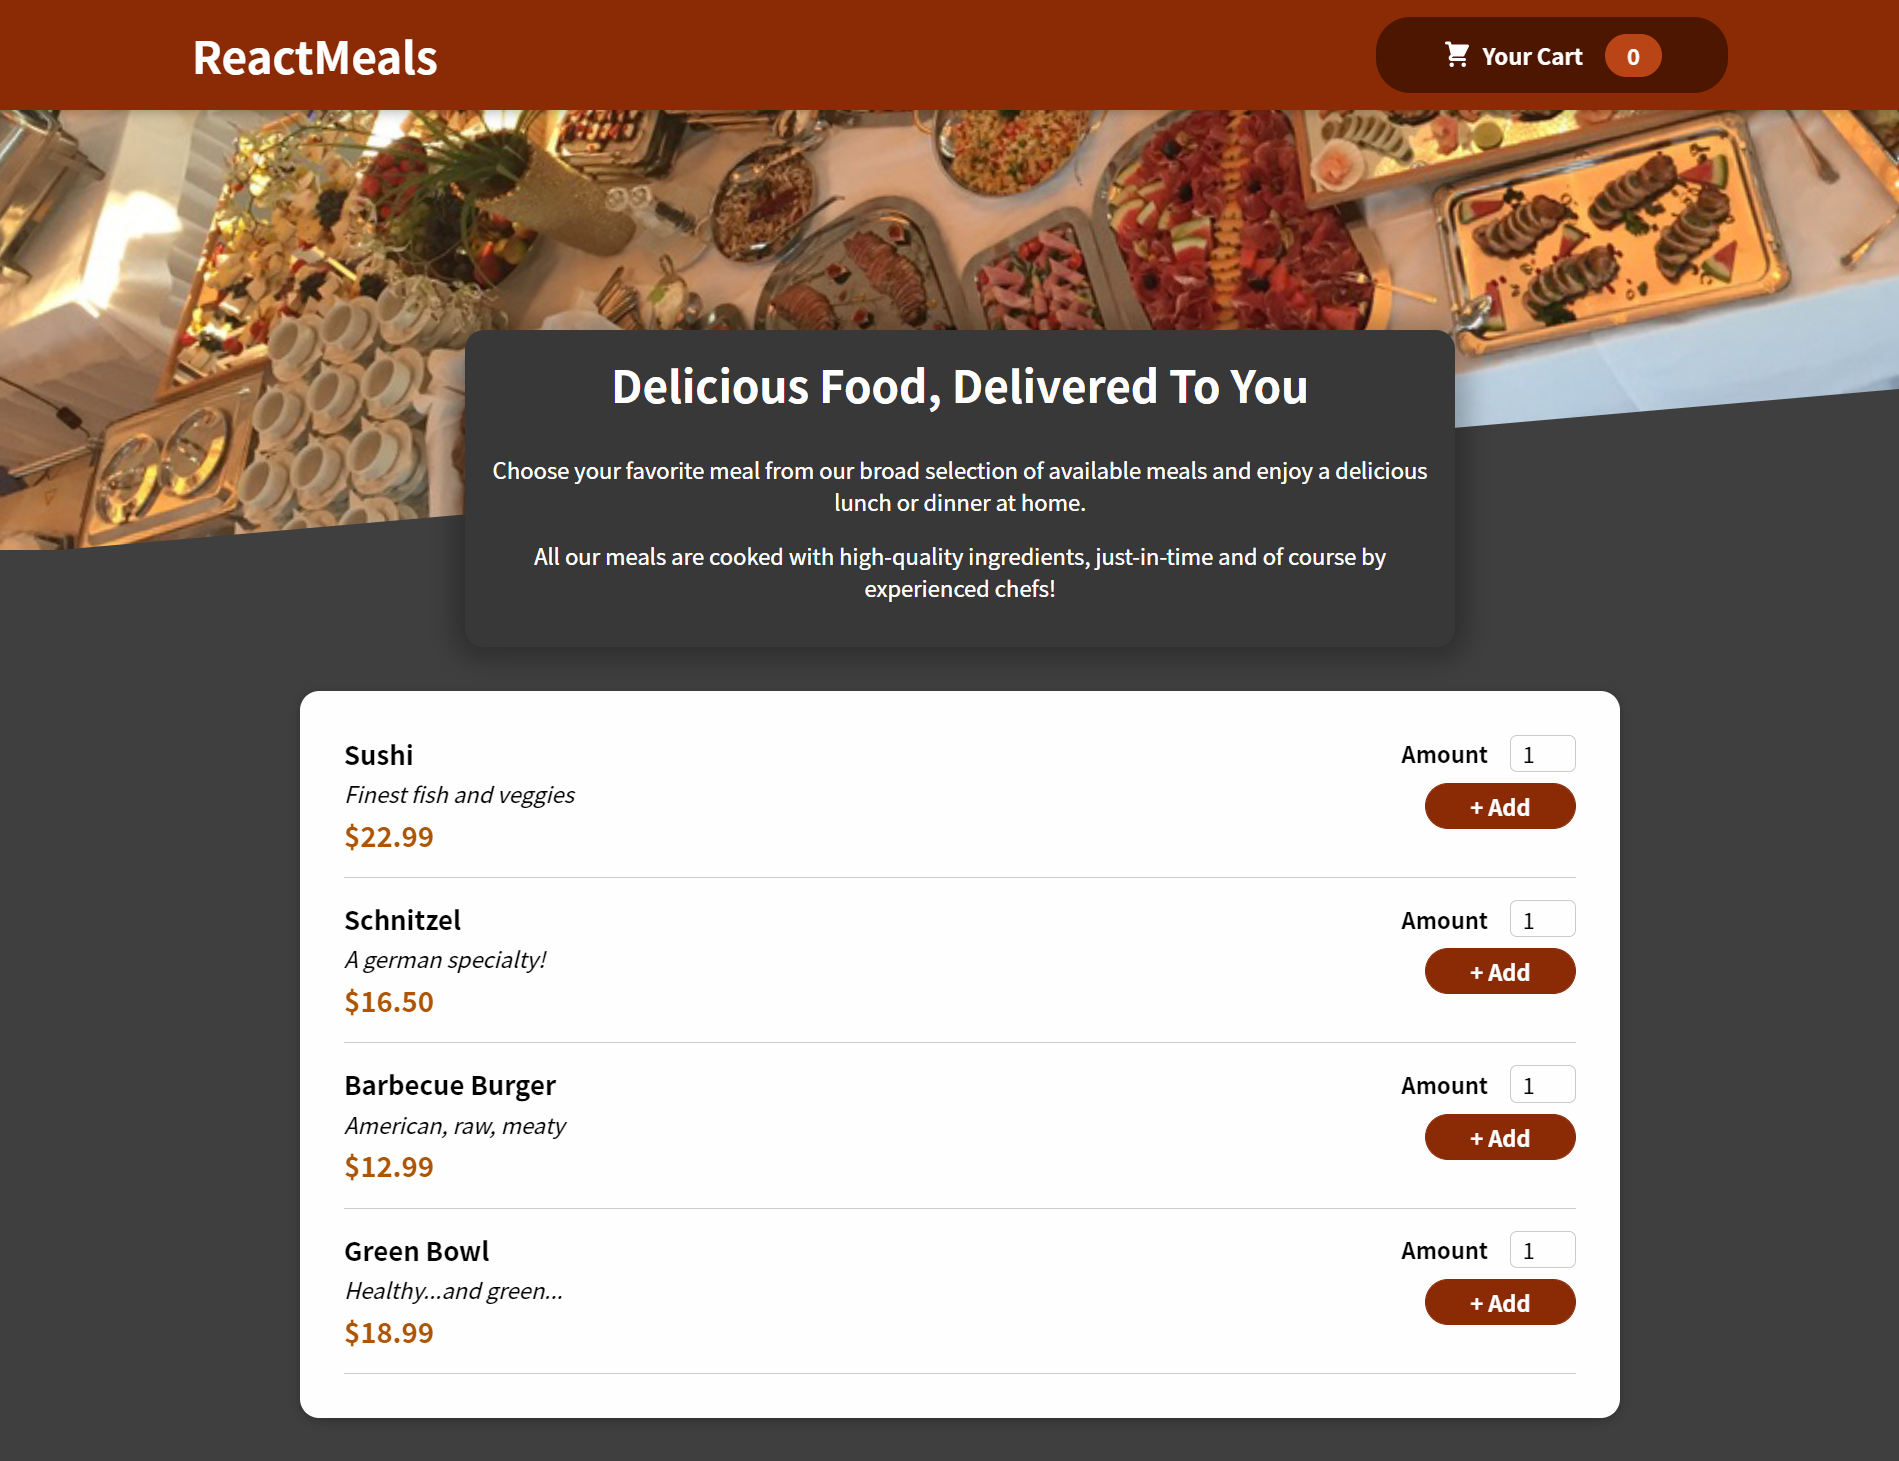 ReactMeals
Your Cart 0
Delicious Food, Delivered To You
Choose your favorite meal from our broad selection of available meals and enjoy a delicious
lunch or dinner at home.
All our meals are cooked with high-quality ingredients, just-in-time and of course by
experienced chefs!
Sushi
Finest fish and veggies
$22.99
Amount 1
+ Add
Schnitzel
A german specialty!
$16.50
Amount 1
+ Add
Barbecue Burger
American, raw, meaty
$12.99
Amount 1
+ Add
Green Bowl
Healthy...and green...
$18.99
Amount 1
+ Add